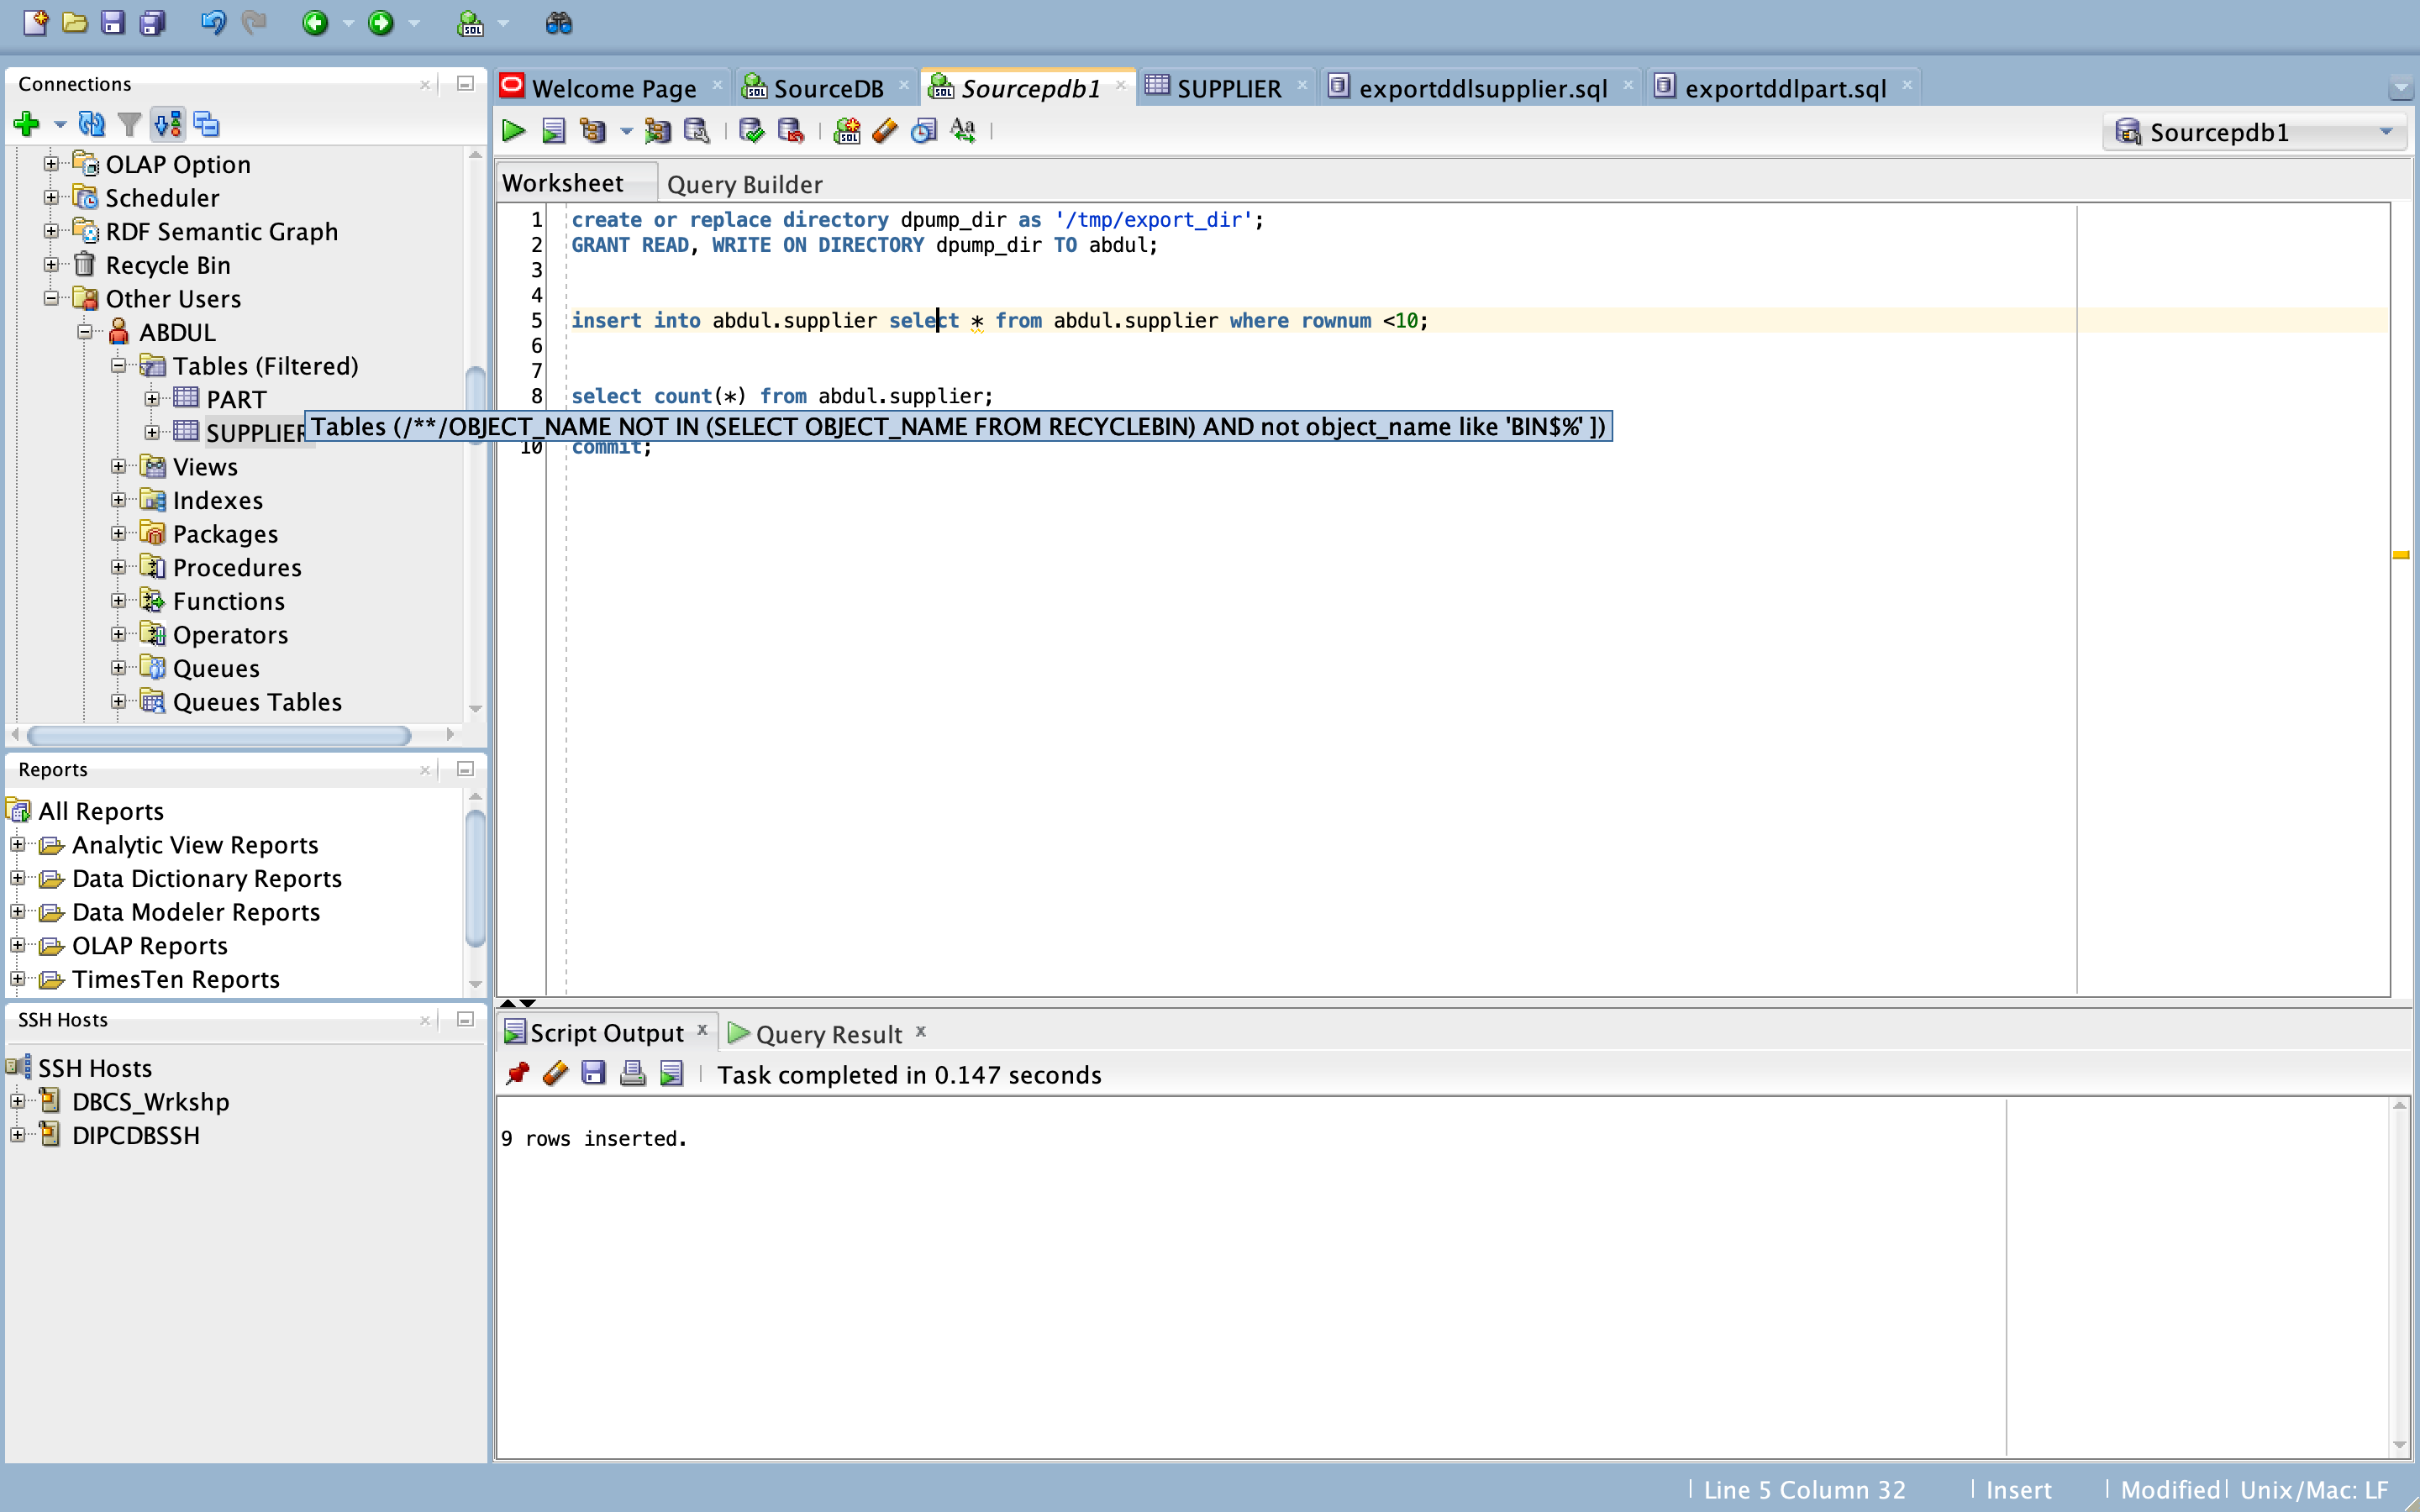 Connections
OLAP Option
Scheduler
RDF Semantic Graph
Recycle Bin
Other Users
ABDUL
Tables (Filtered)
PART
SUPPLIER
Views
Indexes
Packages
Procedures
Functions
Operators
Queues
Queues Tables
Reports
All Reports
Analytic View Reports
Data Dictionary Reports
Data Modeler Reports
OLAP Reports
TimesTen Reports
SSH Hosts
SSH Hosts
DBCS_Wrkshp
DIPCDBSSH
Welcome Page
SourceDB
Sourcepdb1
SUPPLIER
exportddlsupplier.sql
exportddlpart.sql
Sourcepdb1
Worksheet
Query Builder
1 create or replace directory dpump_dir as '/tmp/export_dir';
2 GRANT READ, WRITE ON DIRECTORY dpump_dir TO abdul;
3
4
5 insert into abdul.supplier select * from abdul.supplier where rownum <10;
6
7
8 select count(*) from abdul.supplier;
Tables (/**/OBJECT_NAME NOT IN (SELECT OBJECT_NAME FROM RECYCLEBIN) AND not object_name like 'BIN$%' ])
10 commit;
Script Output
Query Result
Task completed in 0.147 seconds
9 rows inserted.
Line 5 Column 32
Insert
Modified
Unix/Mac: LF